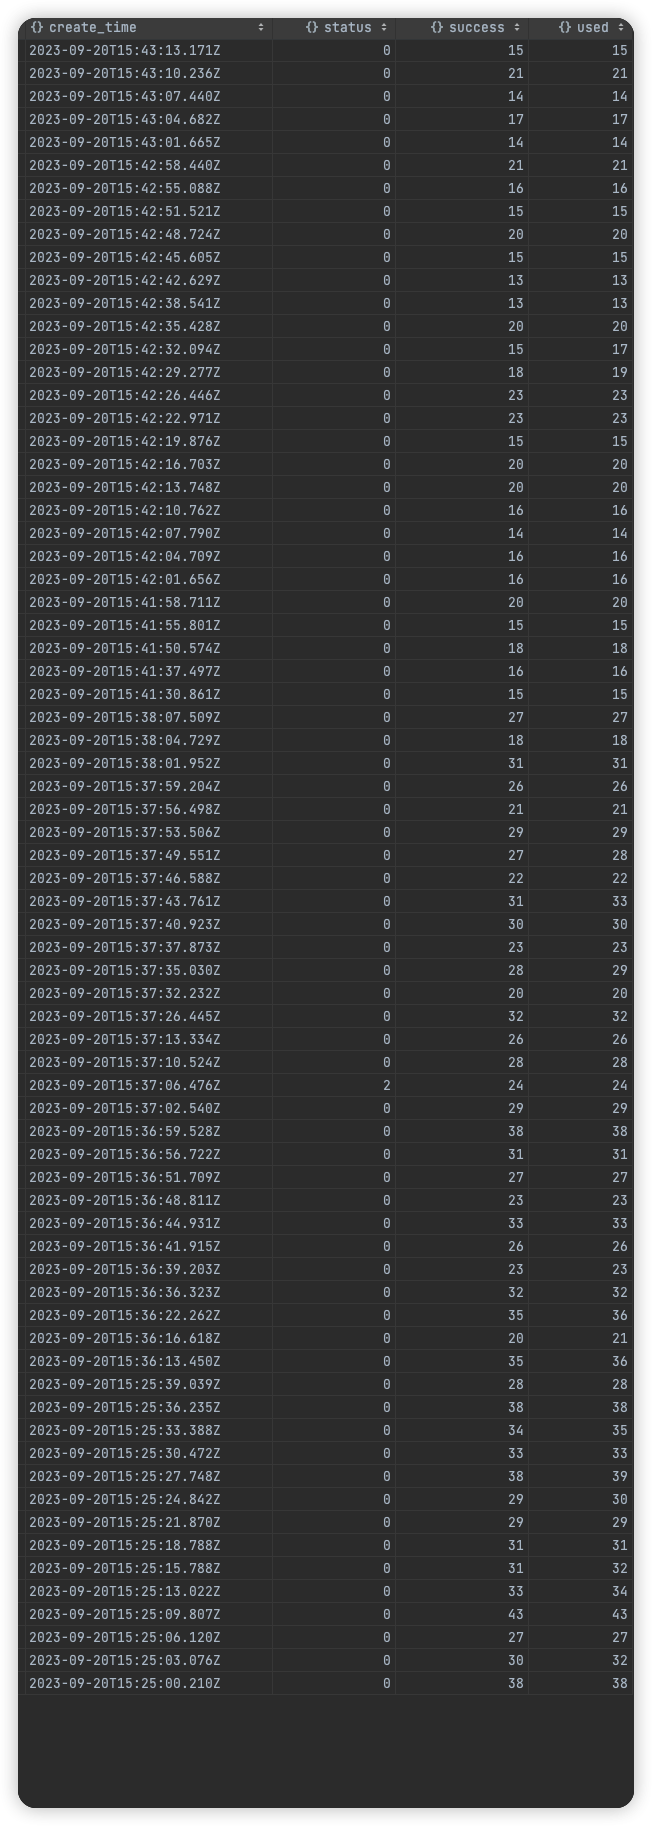 {} create_time {} status {} success {} used
2023-09-20T15:43:13.171Z 0 15 15
2023-09-20T15:43:10.236Z 0 21 21
2023-09-20T15:43:07.440Z 0 14 14
2023-09-20T15:43:04.682Z 0 17 17
2023-09-20T15:43:01.665Z 0 14 14
2023-09-20T15:42:58.440Z 0 21 21
2023-09-20T15:42:55.088Z 0 16 16
2023-09-20T15:42:51.521Z 0 15 15
2023-09-20T15:42:48.724Z 0 20 20
2023-09-20T15:42:45.605Z 0 15 15
2023-09-20T15:42:42.629Z 0 13 13
2023-09-20T15:42:38.541Z 0 13 13
2023-09-20T15:42:35.428Z 0 20 20
2023-09-20T15:42:32.094Z 0 15 17
2023-09-20T15:42:29.277Z 0 18 19
2023-09-20T15:42:26.446Z 0 23 23
2023-09-20T15:42:22.971Z 0 23 23
2023-09-20T15:42:19.876Z 0 15 15
2023-09-20T15:42:16.703Z 0 20 20
2023-09-20T15:42:13.748Z 0 20 20
2023-09-20T15:42:10.762Z 0 16 16
2023-09-20T15:42:07.790Z 0 14 14
2023-09-20T15:42:04.709Z 0 16 16
2023-09-20T15:42:01.656Z 0 16 16
2023-09-20T15:41:58.711Z 0 20 20
2023-09-20T15:41:55.801Z 0 15 15
2023-09-20T15:41:50.574Z 0 18 18
2023-09-20T15:41:37.497Z 0 16 16
2023-09-20T15:41:30.861Z 0 15 15
2023-09-20T15:38:07.509Z 0 27 27
2023-09-20T15:38:04.729Z 0 18 18
2023-09-20T15:38:01.952Z 0 31 31
2023-09-20T15:37:59.204Z 0 26 26
2023-09-20T15:37:56.498Z 0 21 21
2023-09-20T15:37:53.506Z 0 29 29
2023-09-20T15:37:49.551Z 0 27 28
2023-09-20T15:37:46.588Z 0 22 22
2023-09-20T15:37:43.761Z 0 31 33
2023-09-20T15:37:40.923Z 0 30 30
2023-09-20T15:37:37.873Z 0 23 23
2023-09-20T15:37:35.030Z 0 28 29
2023-09-20T15:37:32.232Z 0 20 20
2023-09-20T15:37:26.445Z 0 32 32
2023-09-20T15:37:13.334Z 0 26 26
2023-09-20T15:37:10.524Z 0 28 28
2023-09-20T15:37:06.476Z 2 24 24
2023-09-20T15:37:02.540Z 0 29 29
2023-09-20T15:36:59.528Z 0 38 38
2023-09-20T15:36:56.722Z 0 31 31
2023-09-20T15:36:51.709Z 0 27 27
2023-09-20T15:36:48.811Z 0 23 23
2023-09-20T15:36:44.931Z 0 33 33
2023-09-20T15:36:41.915Z 0 26 26
2023-09-20T15:36:39.203Z 0 23 23
2023-09-20T15:36:36.323Z 0 32 32
2023-09-20T15:36:22.262Z 0 35 36
2023-09-20T15:36:16.618Z 0 20 21
2023-09-20T15:36:13.450Z 0 35 36
2023-09-20T15:25:39.039Z 0 28 28
2023-09-20T15:25:36.235Z 0 38 38
2023-09-20T15:25:33.388Z 0 34 35
2023-09-20T15:25:30.472Z 0 33 33
2023-09-20T15:25:27.748Z 0 38 39
2023-09-20T15:25:24.842Z 0 29 30
2023-09-20T15:25:21.870Z 0 29 29
2023-09-20T15:25:18.788Z 0 31 31
2023-09-20T15:25:15.788Z 0 31 32
2023-09-20T15:25:13.022Z 0 33 34
2023-09-20T15:25:09.807Z 0 43 43
2023-09-20T15:25:06.120Z 0 27 27
2023-09-20T15:25:03.076Z 0 30 32
2023-09-20T15:25:00.210Z 0 38 38